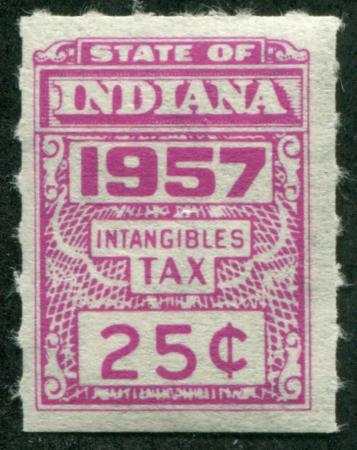 STATE OF
INDIANA
1957
INTANGIBLES
TAX
25¢